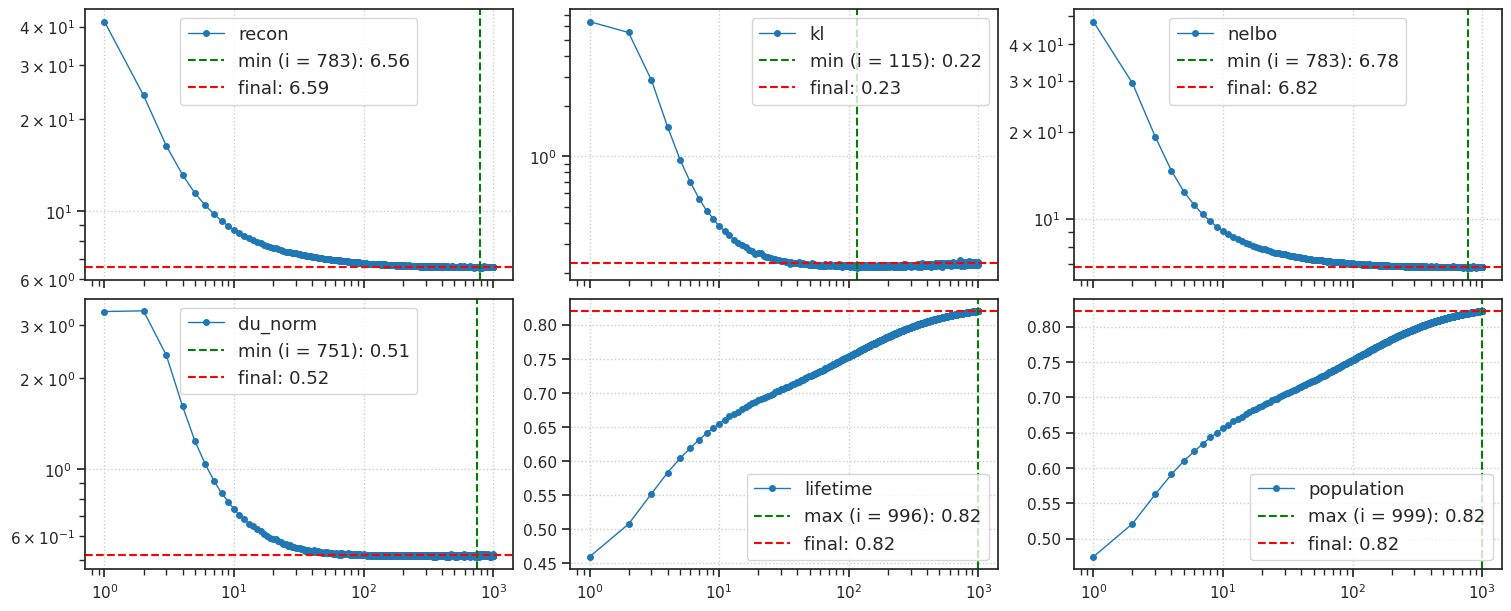 recon
min (i = 783): 6.56
final: 6.59
4 × 10¹
3 × 10¹
2 × 10¹
10¹
6 × 10⁰
kl
min (i = 115): 0.22
final: 0.23
10⁰
nelbo
min (i = 783): 6.78
final: 6.82
4 × 10¹
3 × 10¹
2 × 10¹
10¹
du_norm
min (i = 751): 0.51
final: 0.52
3 × 10⁰
2 × 10⁰
10⁰
6 × 10⁻¹
10⁰ 10¹ 10² 10³
lifetime
max (i = 996): 0.82
final: 0.82
0.80
0.75
0.70
0.65
0.60
0.55
0.50
0.45
10⁰ 10¹ 10² 10³
population
max (i = 999): 0.82
final: 0.82
0.80
0.75
0.70
0.65
0.60
0.55
0.50
10⁰ 10¹ 10² 10³